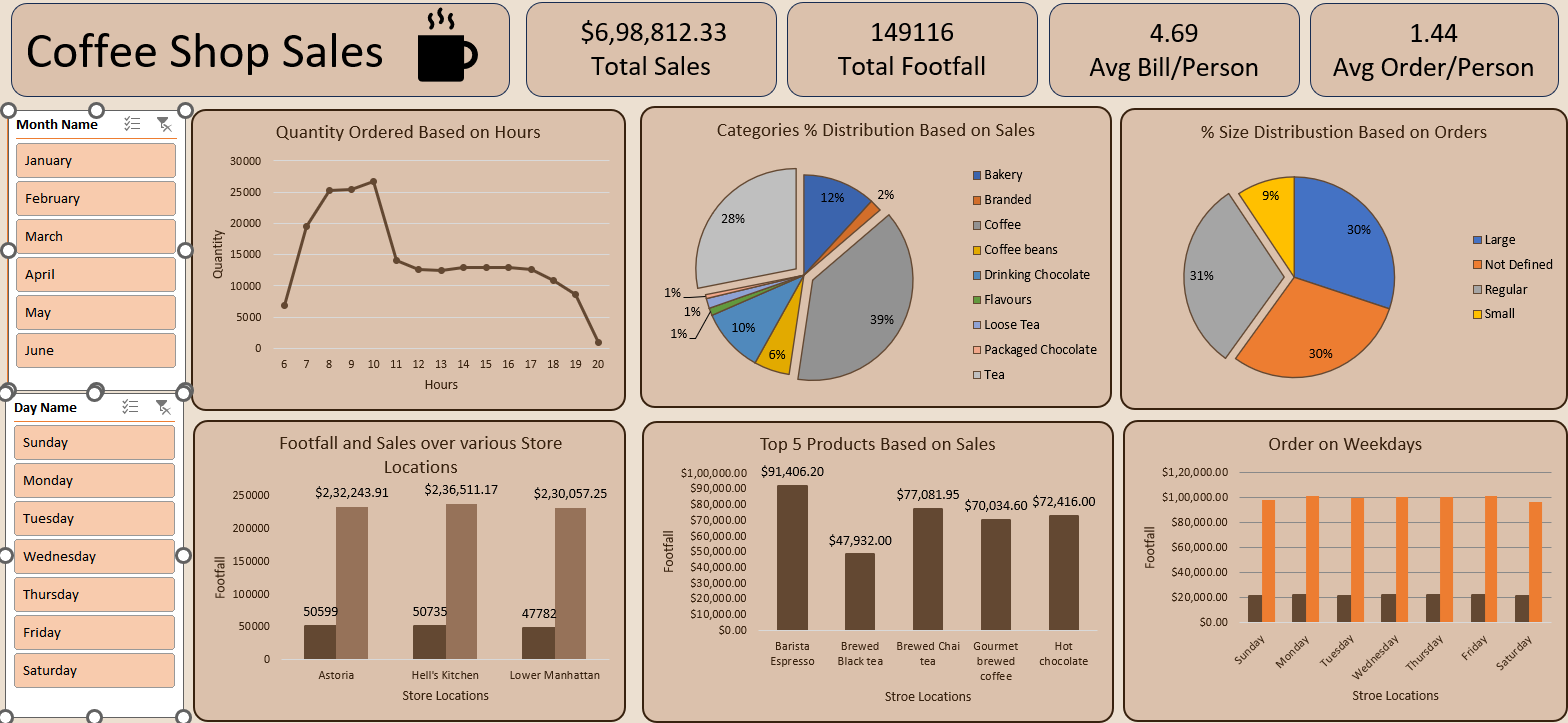 Coffee Shop Sales
$6,98,812.33
Total Sales
149116
Total Footfall
4.69
Avg Bill/Person
1.44
Avg Order/Person
Month Name
January
February
March
April
May
June
Day Name
Sunday
Monday
Tuesday
Wednesday
Thursday
Friday
Saturday
Quantity Ordered Based on Hours
Quantity
30000
25000
20000
15000
10000
5000
0
6 7 8 9 10 11 12 13 14 15 16 17 18 19 20
Hours
Categories % Distribution Based on Sales
12%
2%
39%
6%
10%
1%
1%
1%
28%
Bakery
Branded
Coffee
Coffee beans
Drinking Chocolate
Flavours
Loose Tea
Packaged Chocolate
Tea
% Size Distribustion Based on Orders
30%
30%
31%
9%
Large
Not Defined
Regular
Small
Footfall and Sales over various Store
Locations
Footfall
250000
200000
150000
100000
50000
0
$2,32,243.91
$2,36,511.17
$2,30,057.25
50599
50735
47782
Astoria
Hell's Kitchen
Lower Manhattan
Store Locations
Top 5 Products Based on Sales
Footfall
$1,00,000.00
$90,000.00
$80,000.00
$70,000.00
$60,000.00
$50,000.00
$40,000.00
$30,000.00
$20,000.00
$10,000.00
$0.00
$91,406.20
$47,932.00
$77,081.95
$70,034.60
$72,416.00
Barista
Espresso
Brewed
Black tea
Brewed Chai
tea
Gourmet
brewed
coffee
Hot
chocolate
Stroe Locations
Order on Weekdays
Footfall
$1,20,000.00
$1,00,000.00
$80,000.00
$60,000.00
$40,000.00
$20,000.00
$0.00
Sunday
Monday
Tuesday
Wednesday
Thursday
Friday
Saturday
Stroe Locations